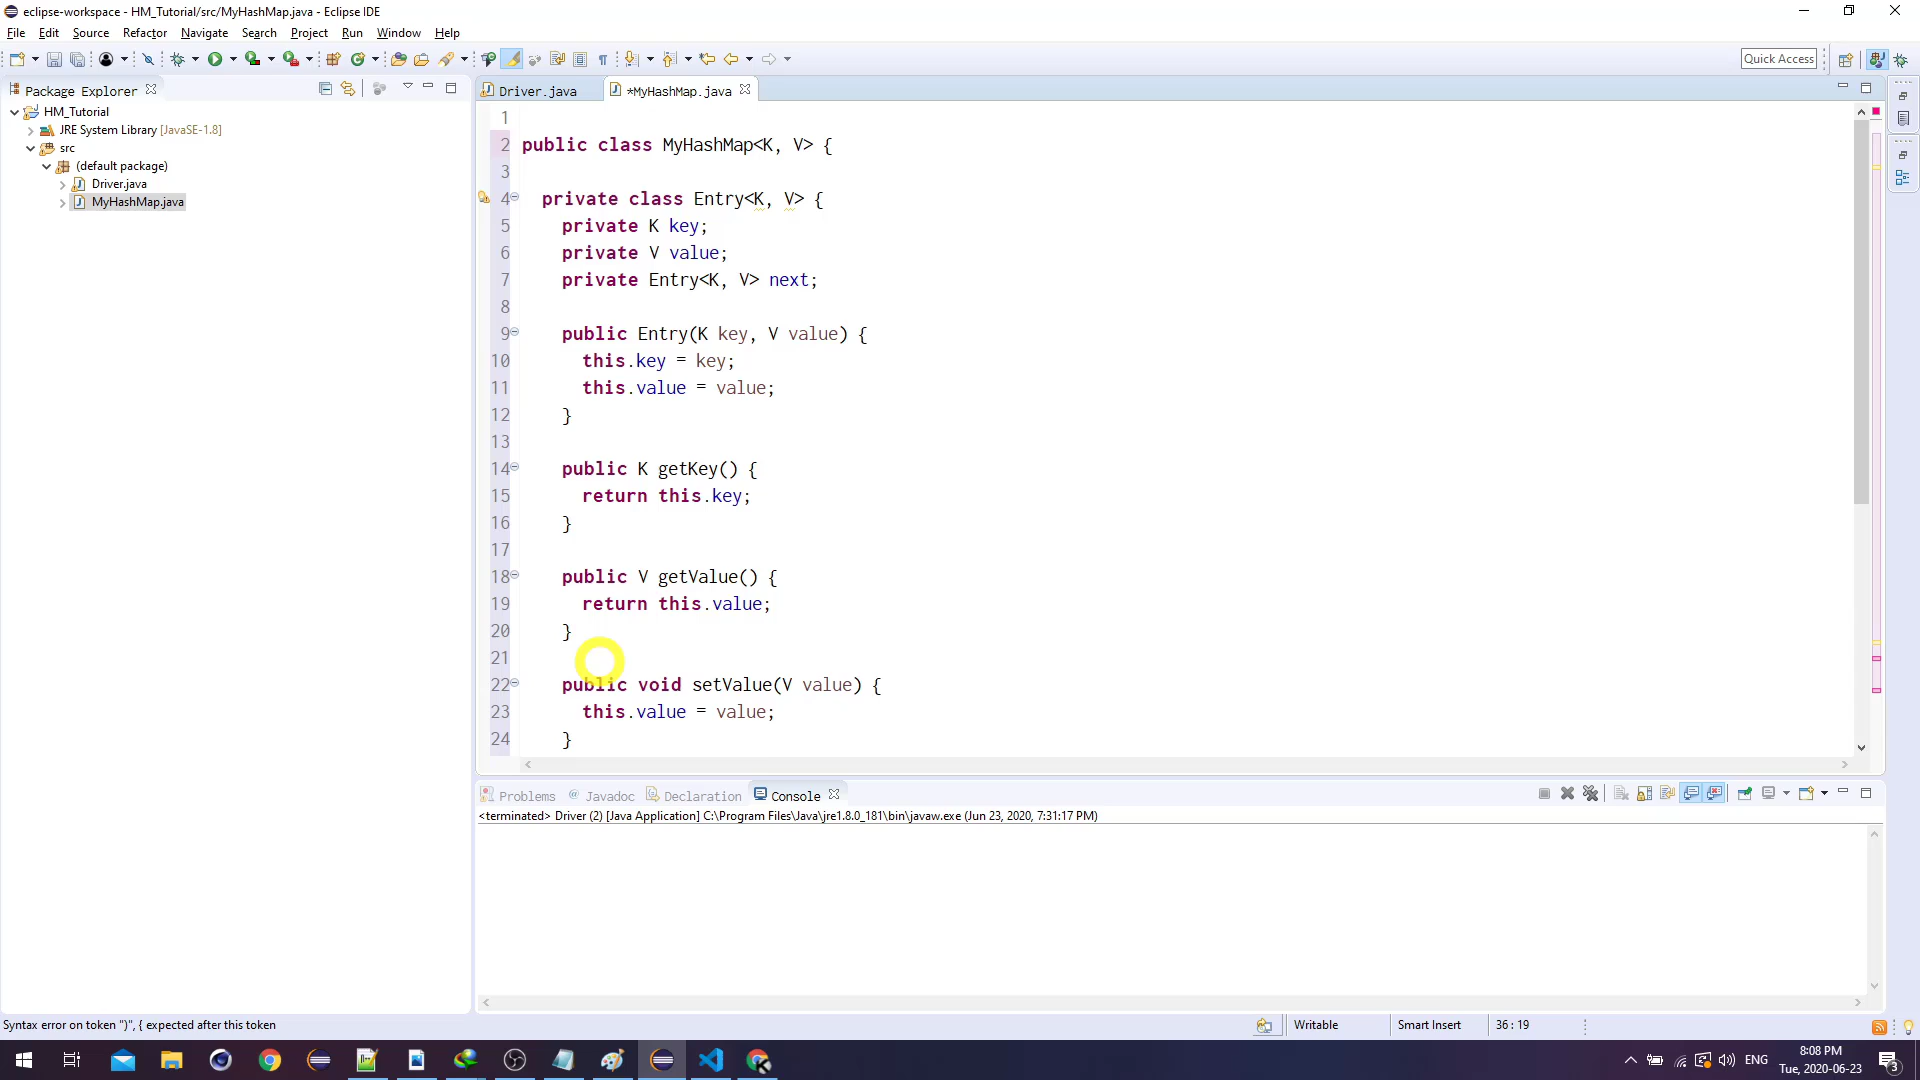 eclipse-workspace - HM_Tutorial/src/MyHashMap.java - Eclipse IDE
File Edit Source Refactor Navigate Search Project Run Window Help
Quick Access
Package Explorer
HM_Tutorial
JRE System Library [JavaSE-1.8]
src
(default package)
Driver.java
MyHashMap.java
Driver.java *MyHashMap.java
1
2 public class MyHashMap<K, V> {
3
4 private class Entry<K, V> {
5 private K key;
6 private V value;
7 private Entry<K, V> next;
8
9 public Entry(K key, V value) {
10 this.key = key;
11 this.value = value;
12 }
13
14 public K getKey() {
15 return this.key;
16 }
17
18 public V getValue() {
19 return this.value;
20 }
21
22 public void setValue(V value) {
23 this.value = value;
24 }
Problems @ Javadoc Declaration Console
<terminated> Driver (2) [Java Application] C:\Program Files\Java\jre1.8.0_181\bin\javaw.exe (Jun 23, 2020, 7:31:17 PM)
Syntax error on token ")", { expected after this token
Writable Smart Insert 36 : 19
ENG
8:08 PM
Tue, 2020-06-23
3